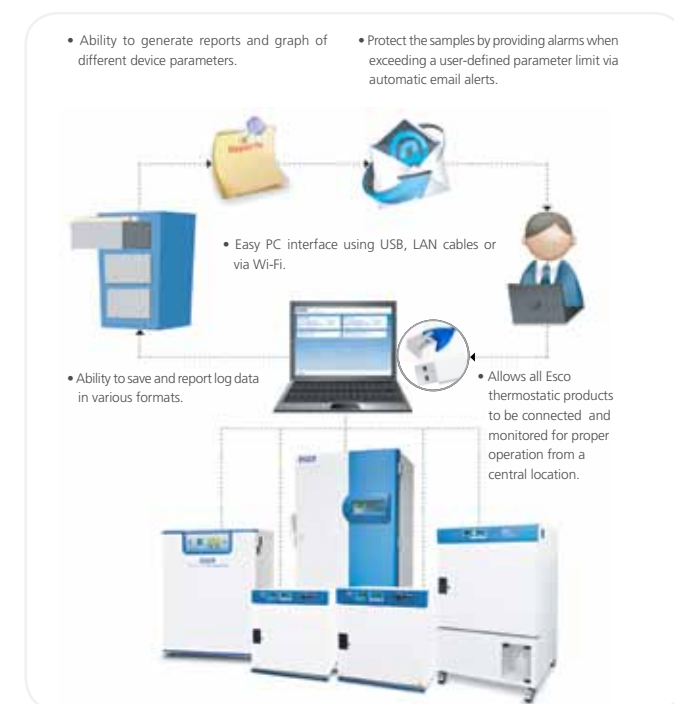 • Ability to generate reports and graph of
different device parameters.
• Protect the samples by providing alarms when
exceeding a user-defined parameter limit via
automatic email alerts.
Reports
• Easy PC interface using USB, LAN cables or
via Wi-Fi.
• Ability to save and report log data
in various formats.
• Allows all Esco
thermostatic products
to be connected and
monitored for proper
operation from a
central location.